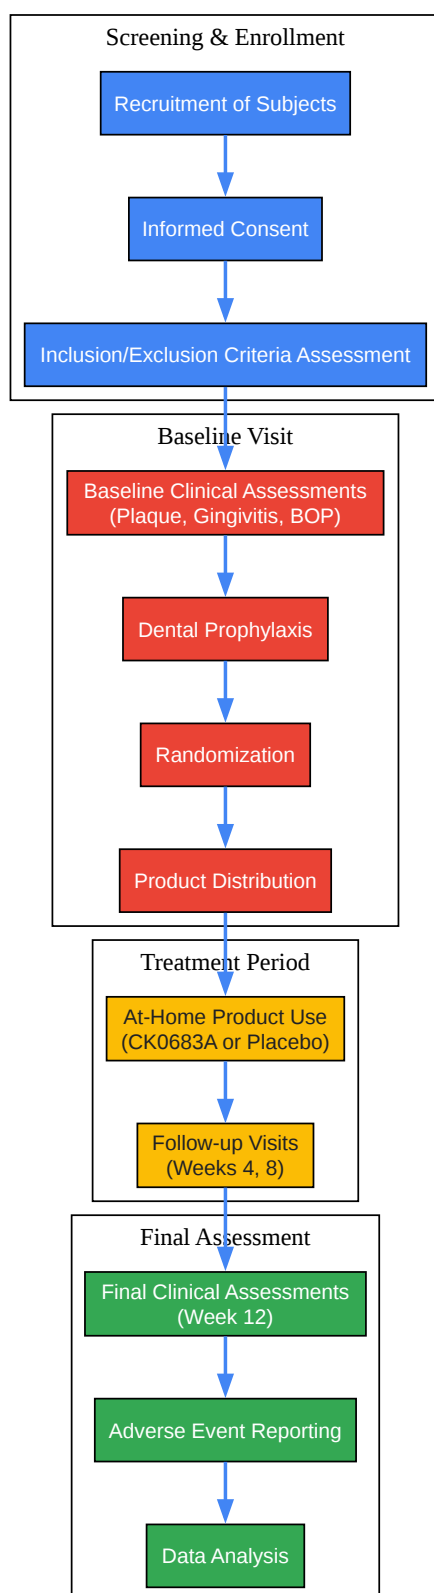 Screening & Enrollment
Recruitment of Subjects
Informed Consent
Inclusion/Exclusion Criteria Assessment
Baseline Visit
Baseline Clinical Assessments
(Plaque, Gingivitis, BOP)
Dental Prophylaxis
Randomization
Product Distribution
Treatment Period
At-Home Product Use
(CK0683A or Placebo)
Follow-up Visits
(Weeks 4, 8)
Final Assessment
Final Clinical Assessments
(Week 12)
Adverse Event Reporting
Data Analysis